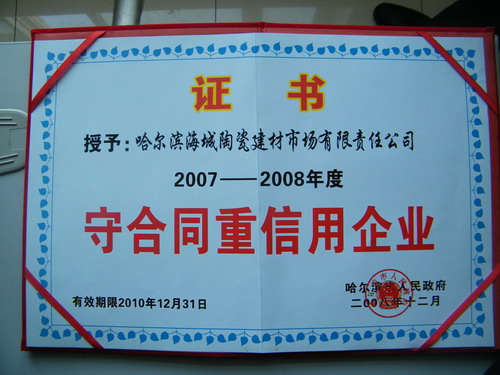 证书
授予：哈尔滨海城陶瓷建材市场有限责任公司
2007——2008年度
守合同重信用企业
哈尔滨市人民政府
有效期限2010年12月31日
二00八年十二月